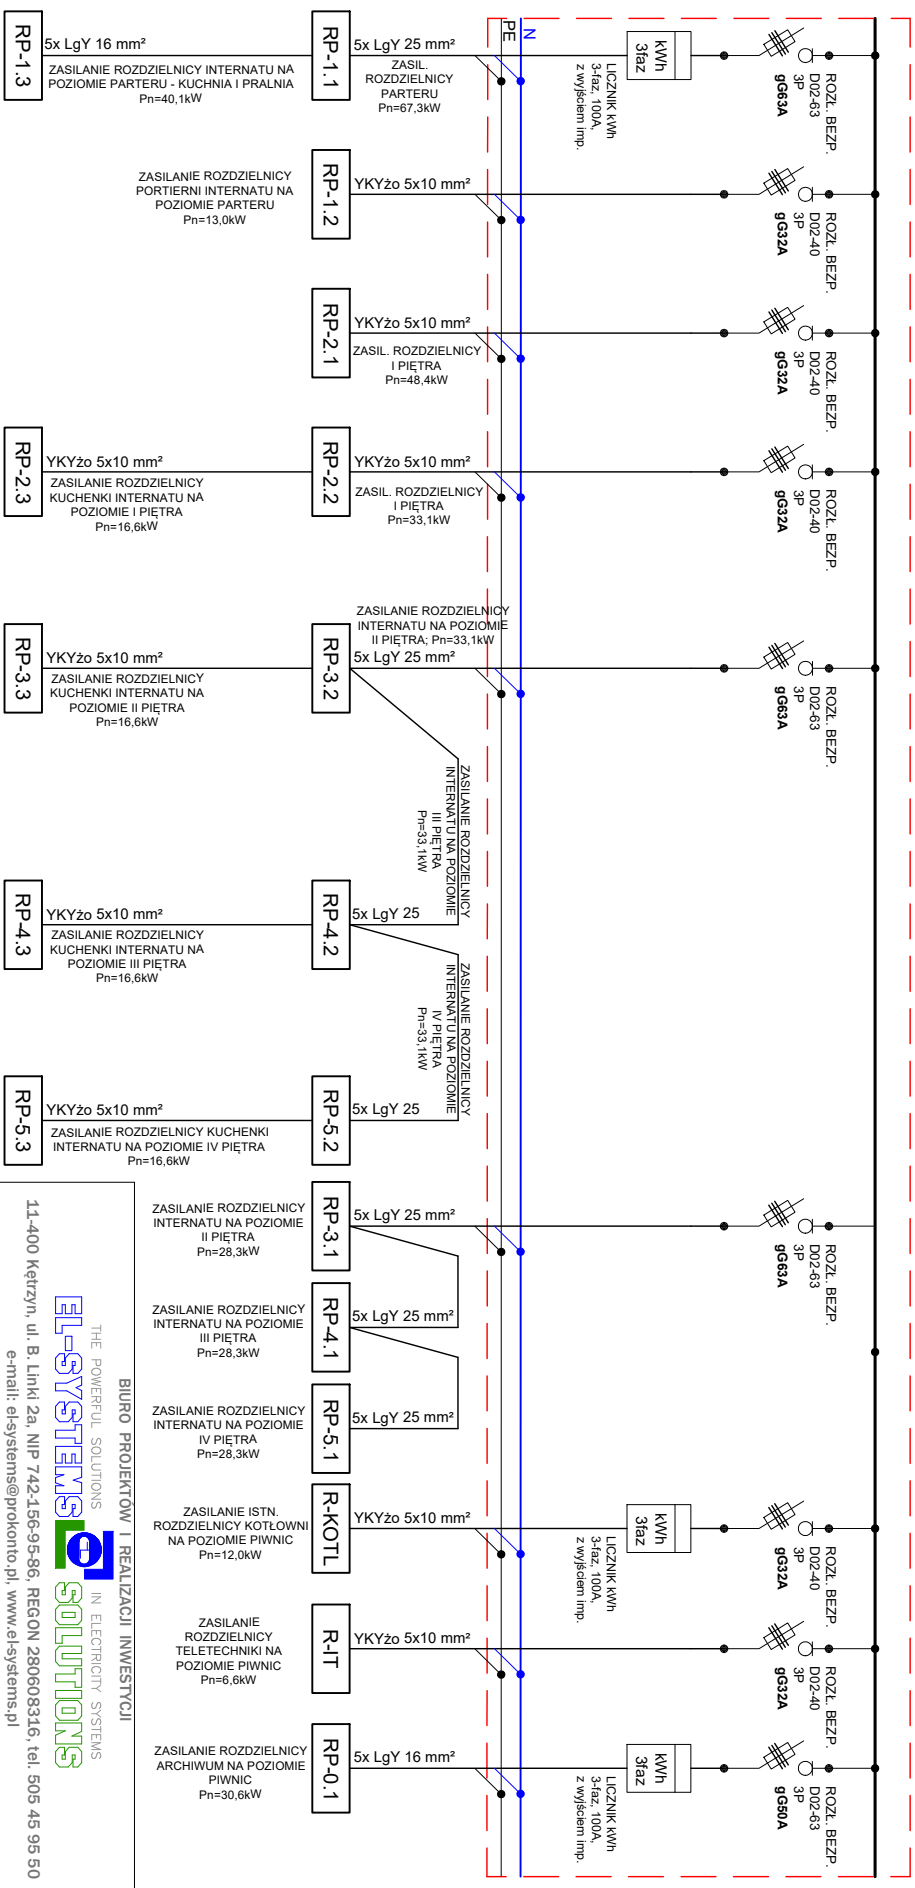 N
PE
ROZŁ. BEZP.
D02-63
3P
gG63A
kWh
3faz
LICZNIK kWh
3-faz, 100A,
z wyjściem imp.
5x LgY 25 mm²
ZASIL.
ROZDZIELNICY
PARTERU
Pn=67,3kW
RP-1.1
5x LgY 16 mm²
ZASILANIE ROZDZIELNICY INTERNATU NA
POZIOMIE PARTERU - KUCHNIA I PRALNIA
Pn=40,1kW
RP-1.3
ROZŁ. BEZP.
D02-40
3P
gG32A
YKYżo 5x10 mm²
RP-1.2
ZASILANIE ROZDZIELNICY
PORTIERNI INTERNATU NA
POZIOMIE PARTERU
Pn=13,0kW
ROZŁ. BEZP.
D02-40
3P
gG32A
YKYżo 5x10 mm²
ZASIL. ROZDZIELNICY
I PIĘTRA
Pn=48,4kW
RP-2.1
ROZŁ. BEZP.
D02-40
3P
gG32A
YKYżo 5x10 mm²
ZASIL. ROZDZIELNICY
I PIĘTRA
Pn=33,1kW
RP-2.2
YKYżo 5x10 mm²
ZASILANIE ROZDZIELNICY
KUCHENKI INTERNATU NA
POZIOMIE I PIĘTRA
Pn=16,6kW
RP-2.3
ROZŁ. BEZP.
D02-63
3P
gG63A
ZASILANIE ROZDZIELNICY
INTERNATU NA POZIOMIE
II PIĘTRA; Pn=33,1kW
5x LgY 25 mm²
RP-3.2
YKYżo 5x10 mm²
ZASILANIE ROZDZIELNICY
KUCHENKI INTERNATU NA
POZIOMIE II PIĘTRA
Pn=16,6kW
RP-3.3
ZASILANIE ROZDZIELNICY
INTERNATU NA POZIOMIE
III PIĘTRA
Pn=33,1kW
5x LgY 25
RP-4.2
YKYżo 5x10 mm²
ZASILANIE ROZDZIELNICY
KUCHENKI INTERNATU NA
POZIOMIE III PIĘTRA
Pn=16,6kW
RP-4.3
ZASILANIE ROZDZIELNICY
INTERNATU NA POZIOMIE
IV PIĘTRA
Pn=33,1kW
5x LgY 25
RP-5.2
YKYżo 5x10 mm²
ZASILANIE ROZDZIELNICY KUCHENKI
INTERNATU NA POZIOMIE IV PIĘTRA
Pn=16,6kW
RP-5.3
ROZŁ. BEZP.
D02-63
3P
gG63A
5x LgY 25 mm²
RP-3.1
ZASILANIE ROZDZIELNICY
INTERNATU NA POZIOMIE
II PIĘTRA
Pn=28,3kW
5x LgY 25 mm²
RP-4.1
ZASILANIE ROZDZIELNICY
INTERNATU NA POZIOMIE
III PIĘTRA
Pn=28,3kW
5x LgY 25 mm²
RP-5.1
ZASILANIE ROZDZIELNICY
INTERNATU NA POZIOMIE
IV PIĘTRA
Pn=28,3kW
ROZŁ. BEZP.
D02-40
3P
gG32A
kWh
3faz
LICZNIK kWh
3-faz, 100A,
z wyjściem imp.
YKYżo 5x10 mm²
R-KOTL
ZASILANIE ISTN.
ROZDZIELNICY KOTŁOWNI
NA POZIOMIE PIWNIC
Pn=12,0kW
ROZŁ. BEZP.
D02-40
3P
gG32A
YKYżo 5x10 mm²
R-IT
ZASILANIE
ROZDZIELNICY
TELETECHNIKI NA
POZIOMIE PIWNIC
Pn=6,6kW
ROZŁ. BEZP.
D02-63
3P
gG50A
kWh
3faz
LICZNIK kWh
3-faz, 100A,
z wyjściem imp.
5x LgY 16 mm²
RP-0.1
ZASILANIE ROZDZIELNICY
ARCHIWUM NA POZIOMIE
PIWNIC
Pn=30,6kW
BIURO PROJEKTÓW I REALIZACJI INWESTYCJI
THE POWERFUL SOLUTIONS IN ELECTRICITY SYSTEMS
EL-SYSTEMS SOLUTIONS
11-400 Kętrzyn, ul. B. Linki 2a, NIP 742-156-95-86, REGON 280608316, tel. 505 45 95 50
e-mail: el-systems@prokonto.pl, www.el-systems.pl